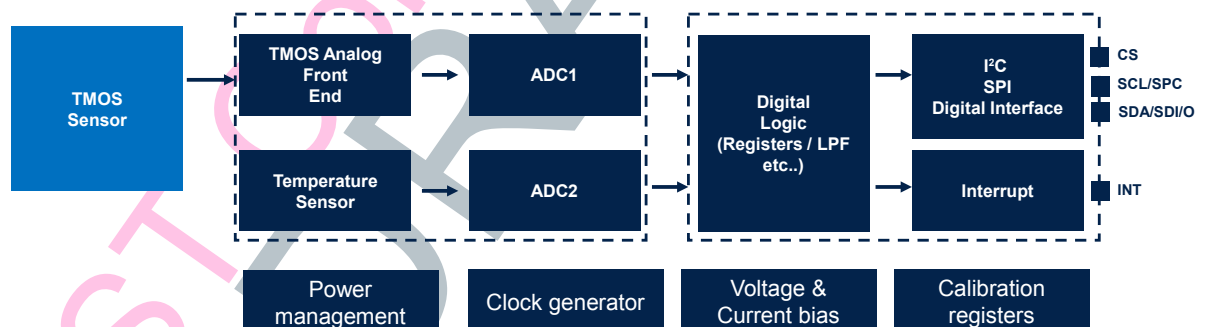 TMOS
Sensor
TMOS Analog
Front
End
ADC1
Temperature
Sensor
ADC2
Digital
Logic
(Registers / LPF
etc..)
I²C
SPI
Digital Interface
Interrupt
CS
SCL/SPC
SDA/SDI/O
INT
Power
management
Clock generator
Voltage &
Current bias
Calibration
registers